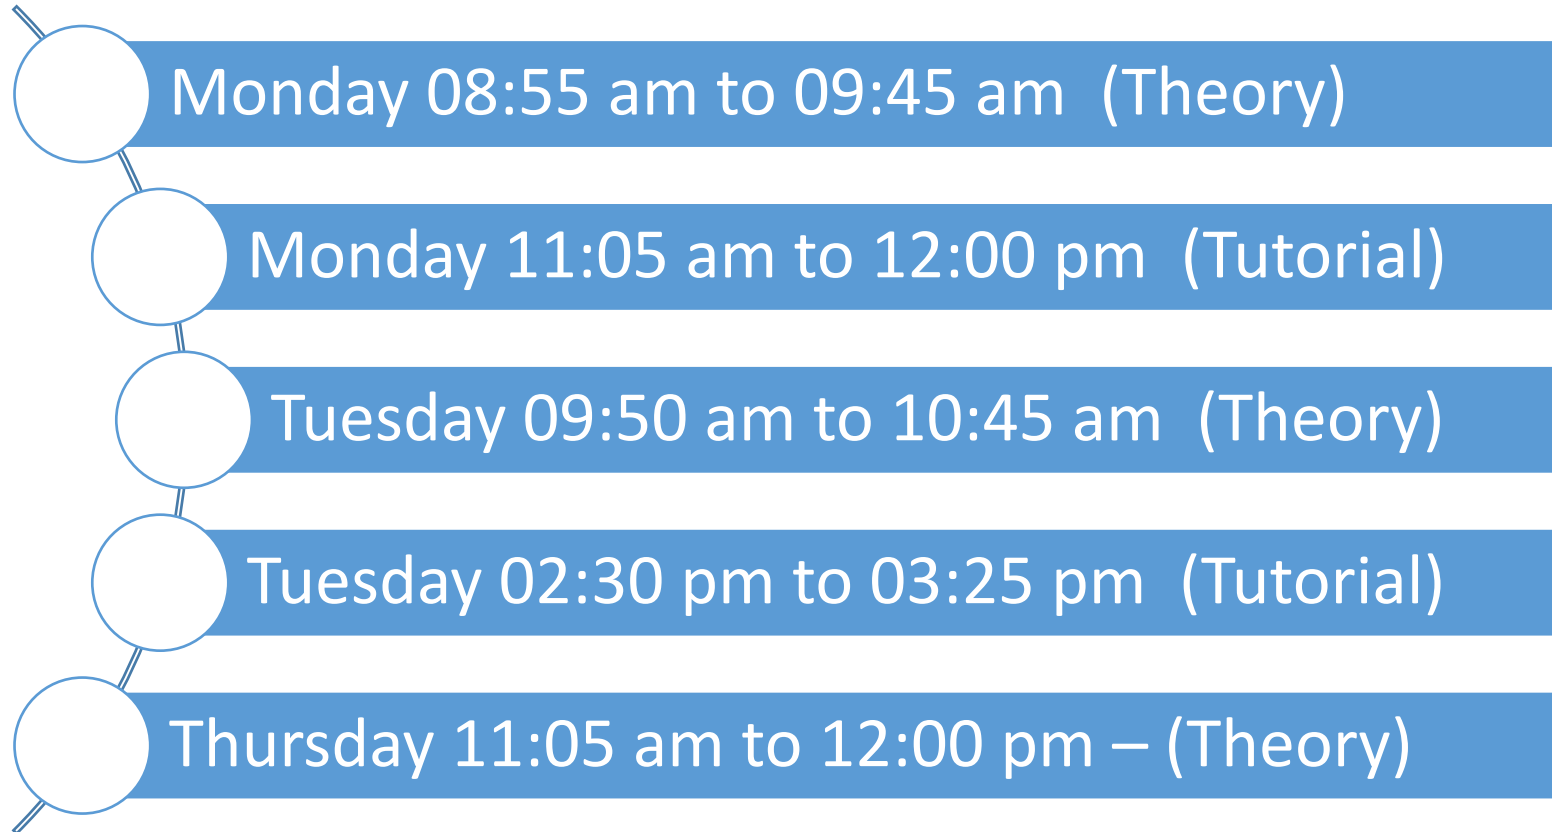 Monday 08:55 am to 09:45 am (Theory)
Monday 11:05 am to 12:00 pm (Tutorial)
Tuesday 09:50 am to 10:45 am (Theory)
Tuesday 02:30 pm to 03:25 pm (Tutorial)
Thursday 11:05 am to 12:00 pm – (Theory)